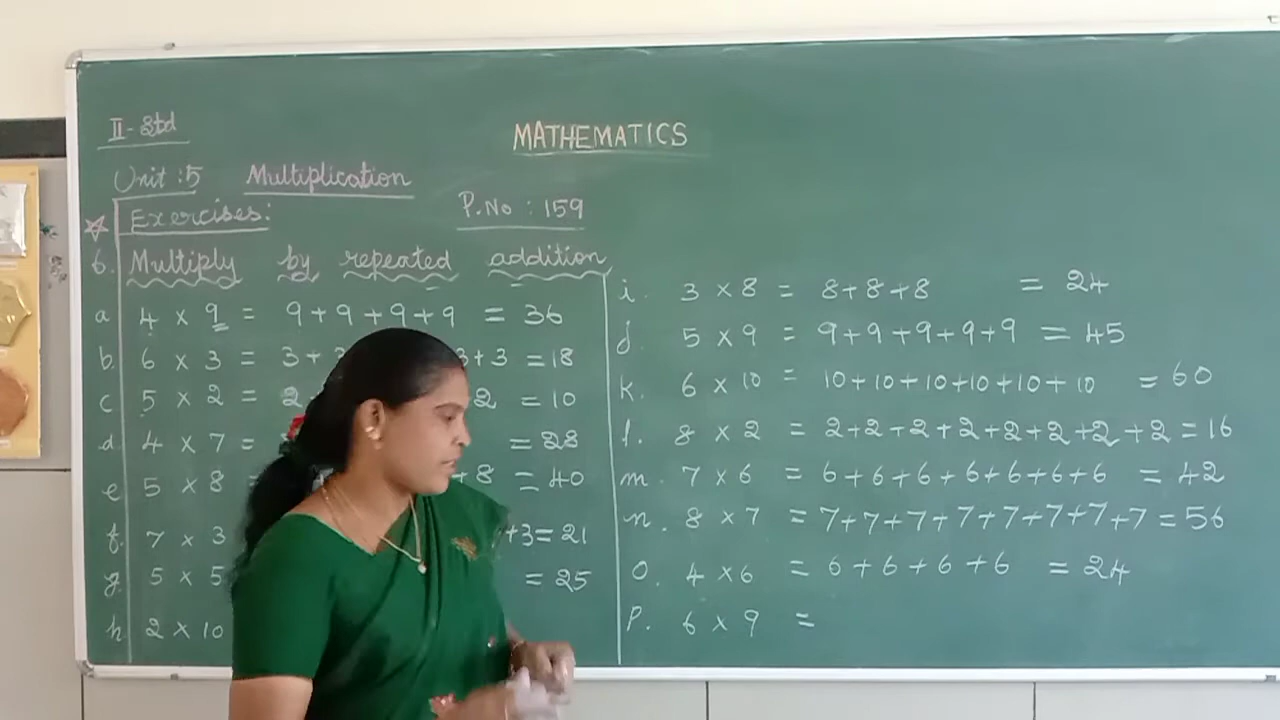 II - Std
MATHEMATICS
Unit : 5 Multiplication
Exercises: P.No : 159
6. Multiply by repeated addition
a 4 × 9 = 9+9+9+9 = 36
b. 6 × 3 = 3+3 3+3 =18
c 5 × 2 = 2 2 = 10
d 4 × 7 = = 28
e 5 × 8 = +8 = 40
f. 7 × 3 +3= 21
g. 5 × 5 = 25
h 2 × 10
i. 3 × 8 = 8+8+8 = 24
j. 5 × 9 = 9+9+9+9+9 = 45
k. 6 × 10 = 10+10+10+10+10+10 = 60
l. 8 × 2 = 2+2+2+2+2+2+2+2 = 16
m. 7 × 6 = 6+6+6+6+6+6+6 = 42
n. 8 × 7 = 7+7+7+7+7+7+7+7 = 56
o. 4 × 6 = 6+6+6+6 = 24
p. 6 × 9 =